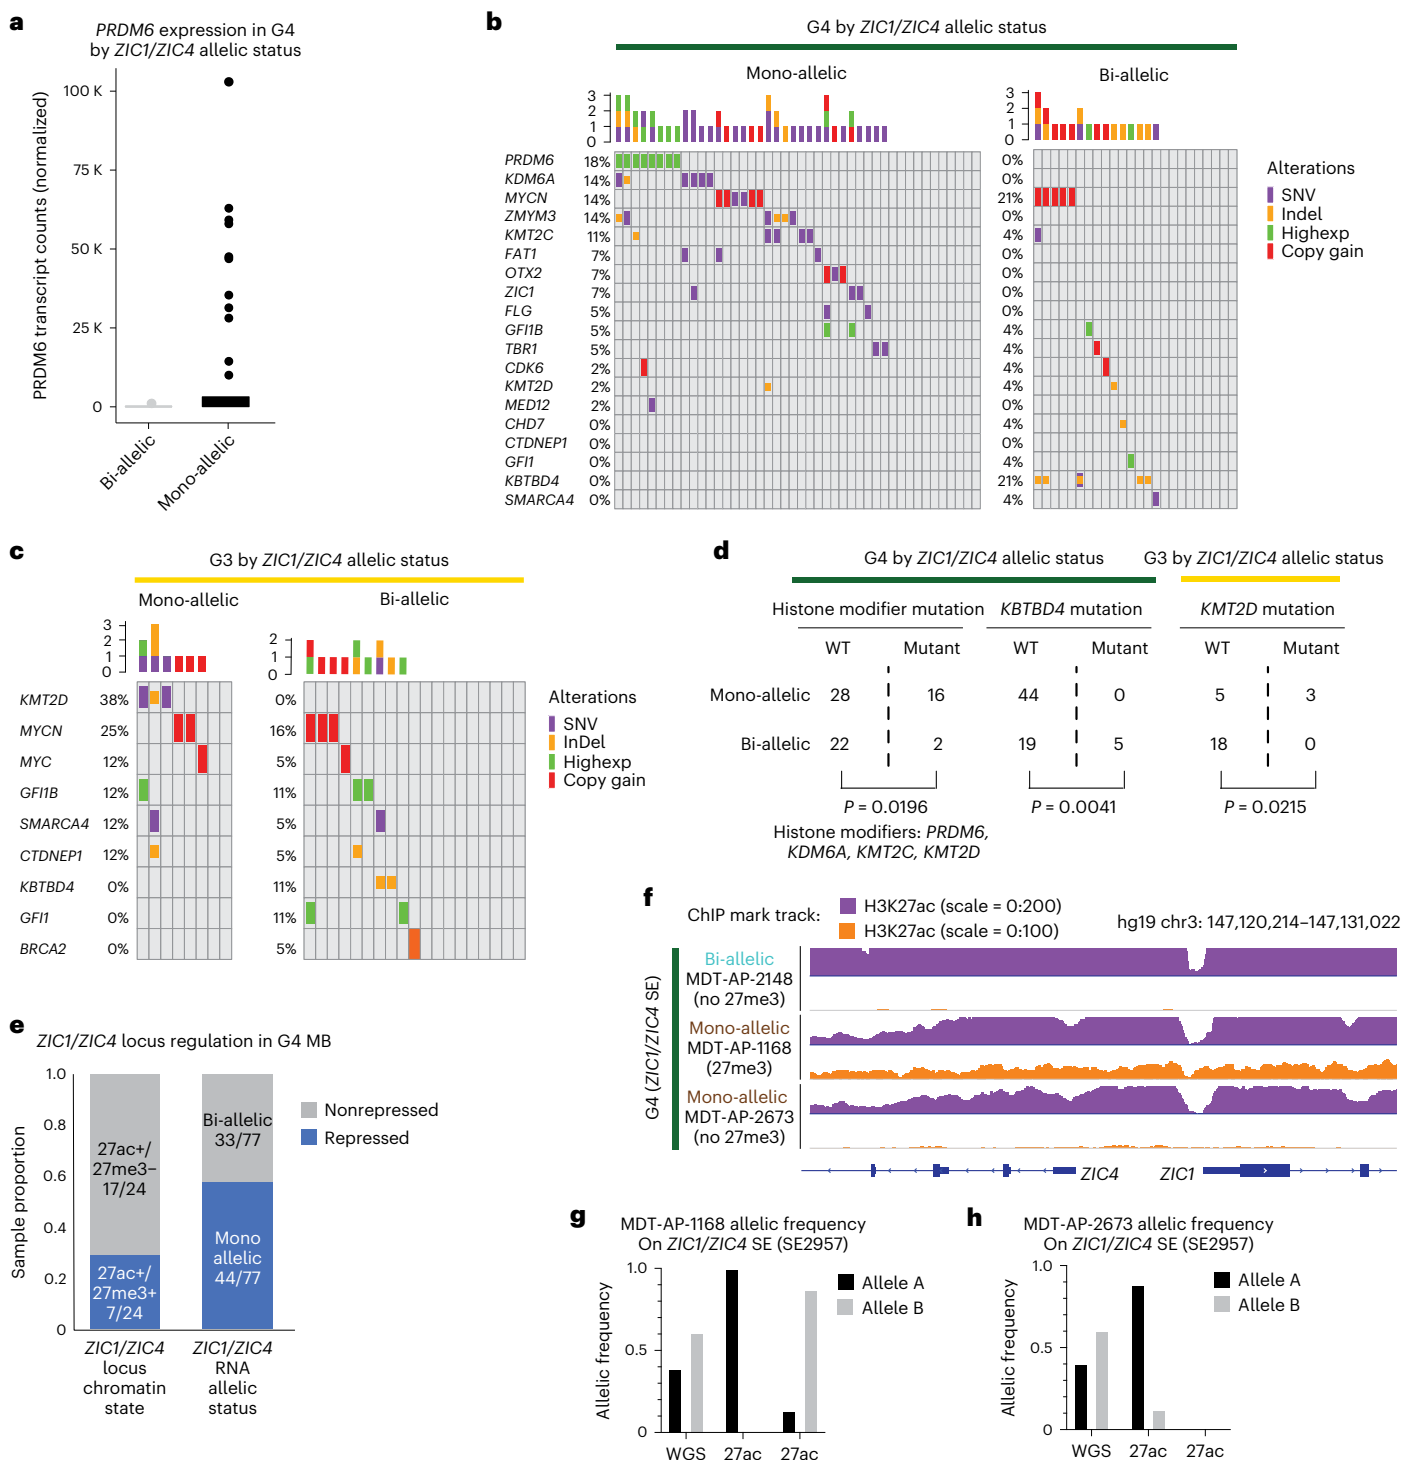 a
PRDM6 expression in G4
by ZIC1/ZIC4 allelic status
PRDM6 transcript counts (normalized)
100 K
75 K
50 K
25 K
0
Bi-allelic
Mono-allelic
b
G4 by ZIC1/ZIC4 allelic status
Mono-allelic
Bi-allelic
3
2
1
0
3
2
1
0
PRDM6 18% 0%
KDM6A 14% 0%
MYCN 14% 21%
ZMYM3 14% 0%
KMT2C 11% 4%
FAT1 7% 0%
OTX2 7% 0%
ZIC1 7% 0%
FLG 5% 0%
GFI1B 5% 4%
TBR1 5% 4%
CDK6 2% 4%
KMT2D 2% 4%
MED12 2% 0%
CHD7 0% 4%
CTDNEP1 0% 0%
GFI1 0% 4%
KBTBD4 0% 21%
SMARCA4 0% 4%
Alterations
SNV
Indel
Highexp
Copy gain
c
G3 by ZIC1/ZIC4 allelic status
Mono-allelic
Bi-allelic
3
2
1
0
2
1
0
KMT2D 38% 0%
MYCN 25% 16%
MYC 12% 5%
GFI1B 12% 11%
SMARCA4 12% 5%
CTDNEP1 12% 5%
KBTBD4 0% 11%
GFI1 0% 11%
BRCA2 0% 5%
Alterations
SNV
InDel
Highexp
Copy gain
d
G4 by ZIC1/ZIC4 allelic status
G3 by ZIC1/ZIC4 allelic status
Histone modifier mutation
KBTBD4 mutation
KMT2D mutation
WT Mutant WT Mutant WT Mutant
Mono-allelic 28 16 44 0 5 3
Bi-allelic 22 2 19 5 18 0
P = 0.0196
P = 0.0041
P = 0.0215
Histone modifiers: PRDM6,
KDM6A, KMT2C, KMT2D
e
ZIC1/ZIC4 locus regulation in G4 MB
Sample proportion
1.0
0.8
0.6
0.4
0.2
0
27ac+/
27me3−
17/24
27ac+/
27me3+
7/24
Bi-allelic
33/77
Mono
allelic
44/77
Nonrepressed
Repressed
ZIC1/ZIC4
locus
chromatin
state
ZIC1/ZIC4
RNA
allelic
status
f
ChIP mark track:
H3K27ac (scale = 0:200)
H3K27ac (scale = 0:100)
hg19 chr3: 147,120,214–147,131,022
G4 (ZIC1/ZIC4 SE)
Bi-allelic
MDT-AP-2148
(no 27me3)
Mono-allelic
MDT-AP-1168
(27me3)
Mono-allelic
MDT-AP-2673
(no 27me3)
ZIC4
ZIC1
g
MDT-AP-1168 allelic frequency
On ZIC1/ZIC4 SE (SE2957)
Allelic frequency
1.0
0.5
0
WGS 27ac 27ac
Allele A
Allele B
h
MDT-AP-2673 allelic frequency
On ZIC1/ZIC4 SE (SE2957)
Allelic frequency
1.0
0.5
0
WGS 27ac 27ac
Allele A
Allele B